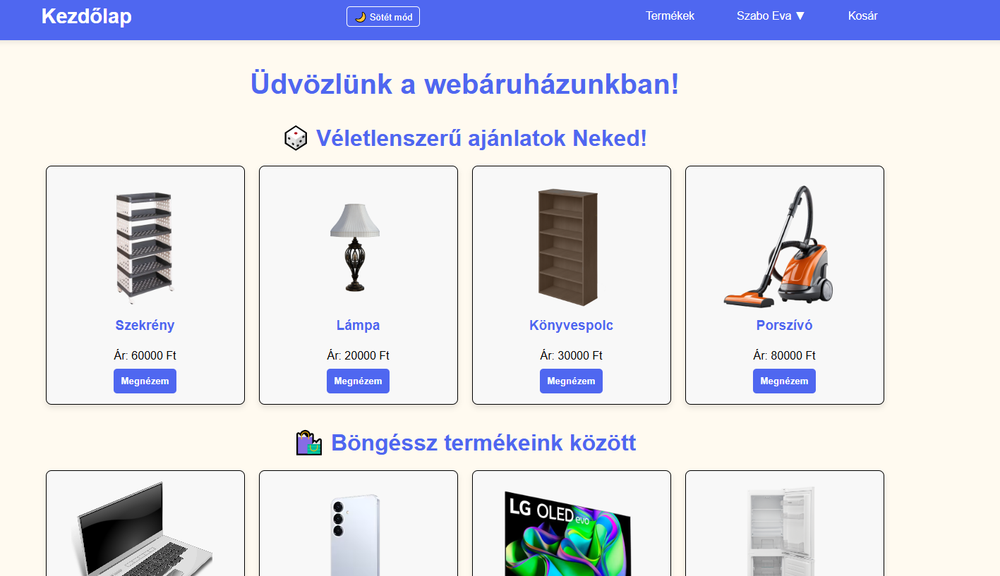 Kezdőlap
🌙 Sötét mód
Termékek
Szabo Eva ▼
Kosár
Üdvözlünk a webáruházunkban!
🎲 Véletlenszerű ajánlatok Neked!
Szekrény
Ár: 60000 Ft
Megnézem
Lámpa
Ár: 20000 Ft
Megnézem
Könyvespolc
Ár: 30000 Ft
Megnézem
Porszívó
Ár: 80000 Ft
Megnézem
🛍️ Böngéssz termékeink között
LG OLED evo